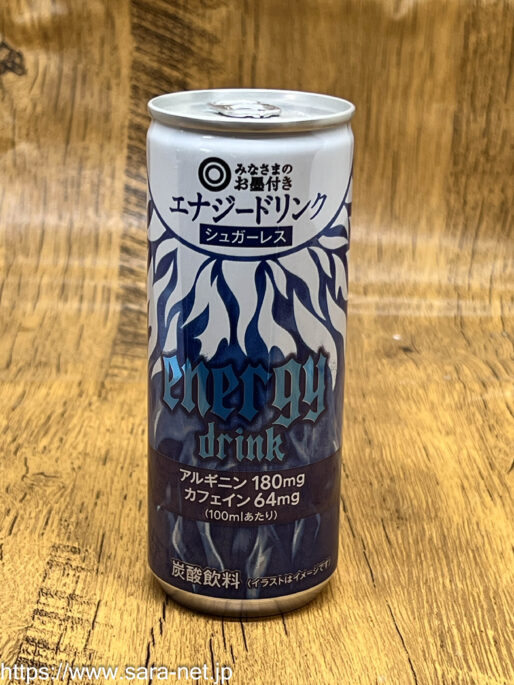 みなさまの
お墨付き
エナジードリンク
シュガーレス
energy
drink
アルギニン 180mg
カフェイン 64mg
(100mlあたり)
炭酸飲料 (イラストはイメージです)
https://www.sara-net.jp